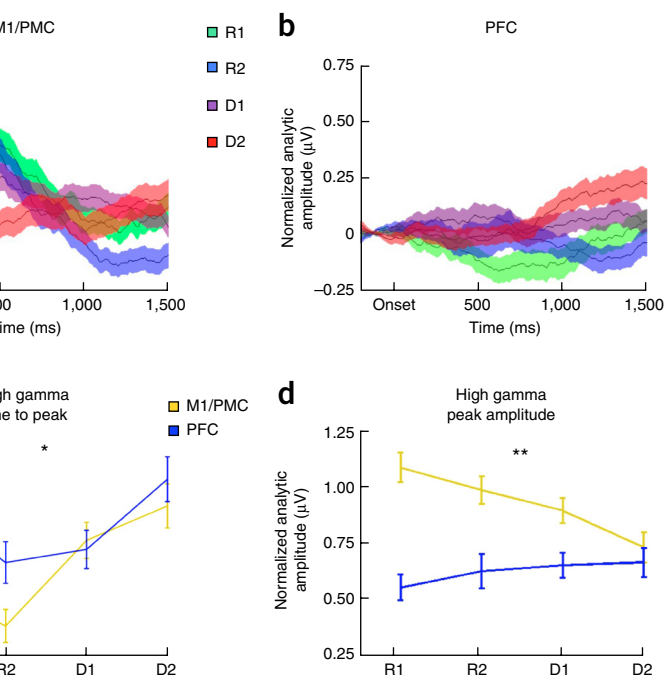 M1/PMC
R1
R2
D1
D2
b
PFC
Normalized analytic
amplitude (μV)
0.75
0.50
0.25
0
–0.25
1,000
1,500
Time (ms)
Onset
500
1,000
1,500
Time (ms)
*
M1/PMC
PFC
R2
D1
D2
d
High gamma
peak amplitude
**
Normalized analytic
amplitude (μV)
1.25
1.00
0.75
0.50
0.25
R1
R2
D1
D2